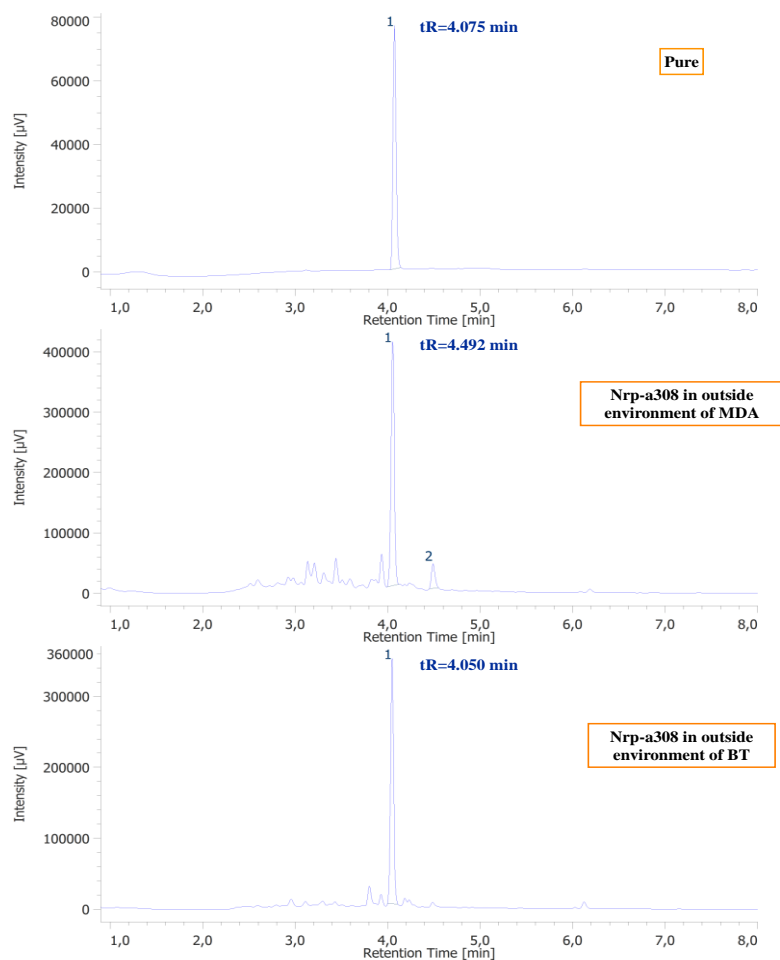 80000
60000
40000
20000
0
Intensity [µV]
1
tR=4.075 min
Pure
1,0 2,0 3,0 4,0 5,0 6,0 7,0 8,0
Retention Time [min]
400000
300000
200000
100000
0
Intensity [µV]
1
tR=4.492 min
2
Nrp-a308 in outside
environment of MDA
1,0 2,0 3,0 4,0 5,0 6,0 7,0 8,0
Retention Time [min]
360000
300000
200000
100000
0
Intensity [µV]
1
tR=4.050 min
Nrp-a308 in outside
environment of BT
1,0 2,0 3,0 4,0 5,0 6,0 7,0 8,0
Retention Time [min]